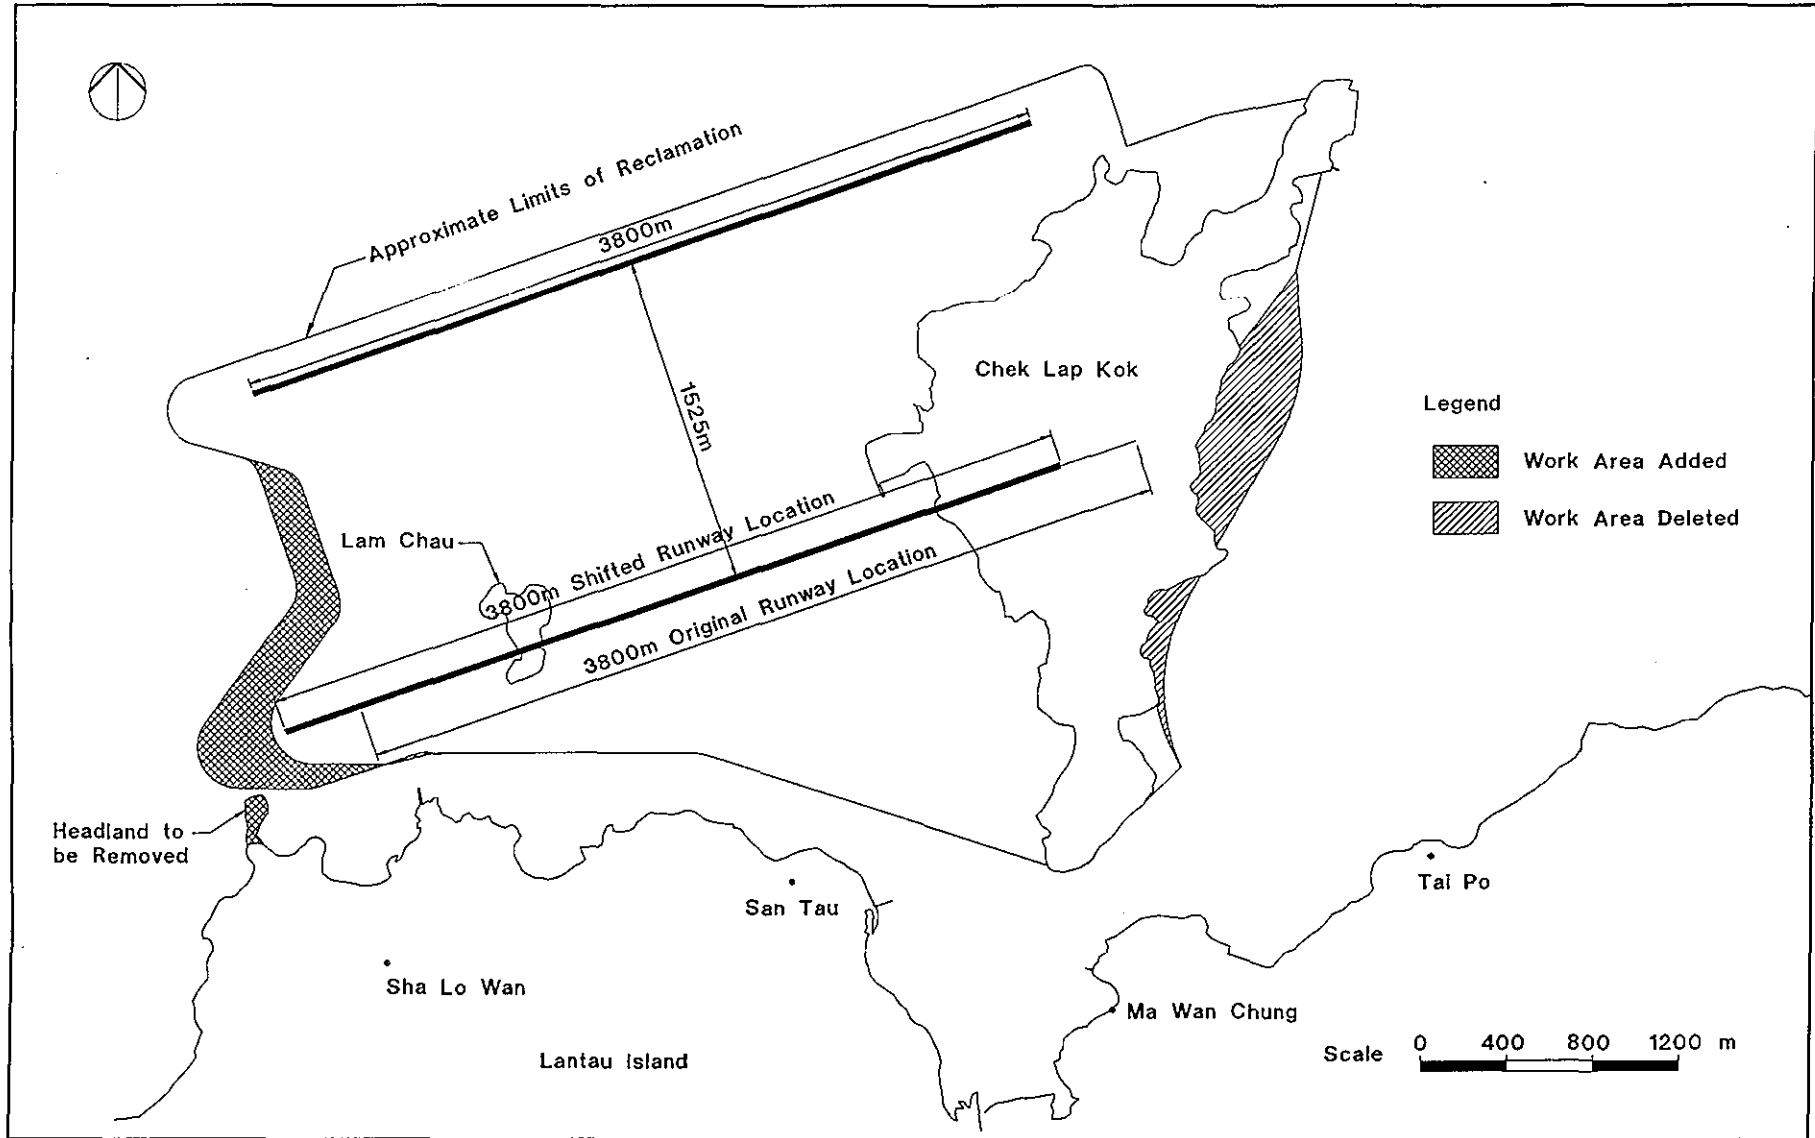 Approximate Limits of Reclamation
3800m
1525m
Chek Lap Kok
Legend
Work Area Added
Work Area Deleted
Lam Chau
3800m Shifted Runway Location
3800m Original Runway Location
Headland to
be Removed
San Tau
Tai Po
Sha Lo Wan
Ma Wan Chung
Lantau Island
Scale 0 400 800 1200 m